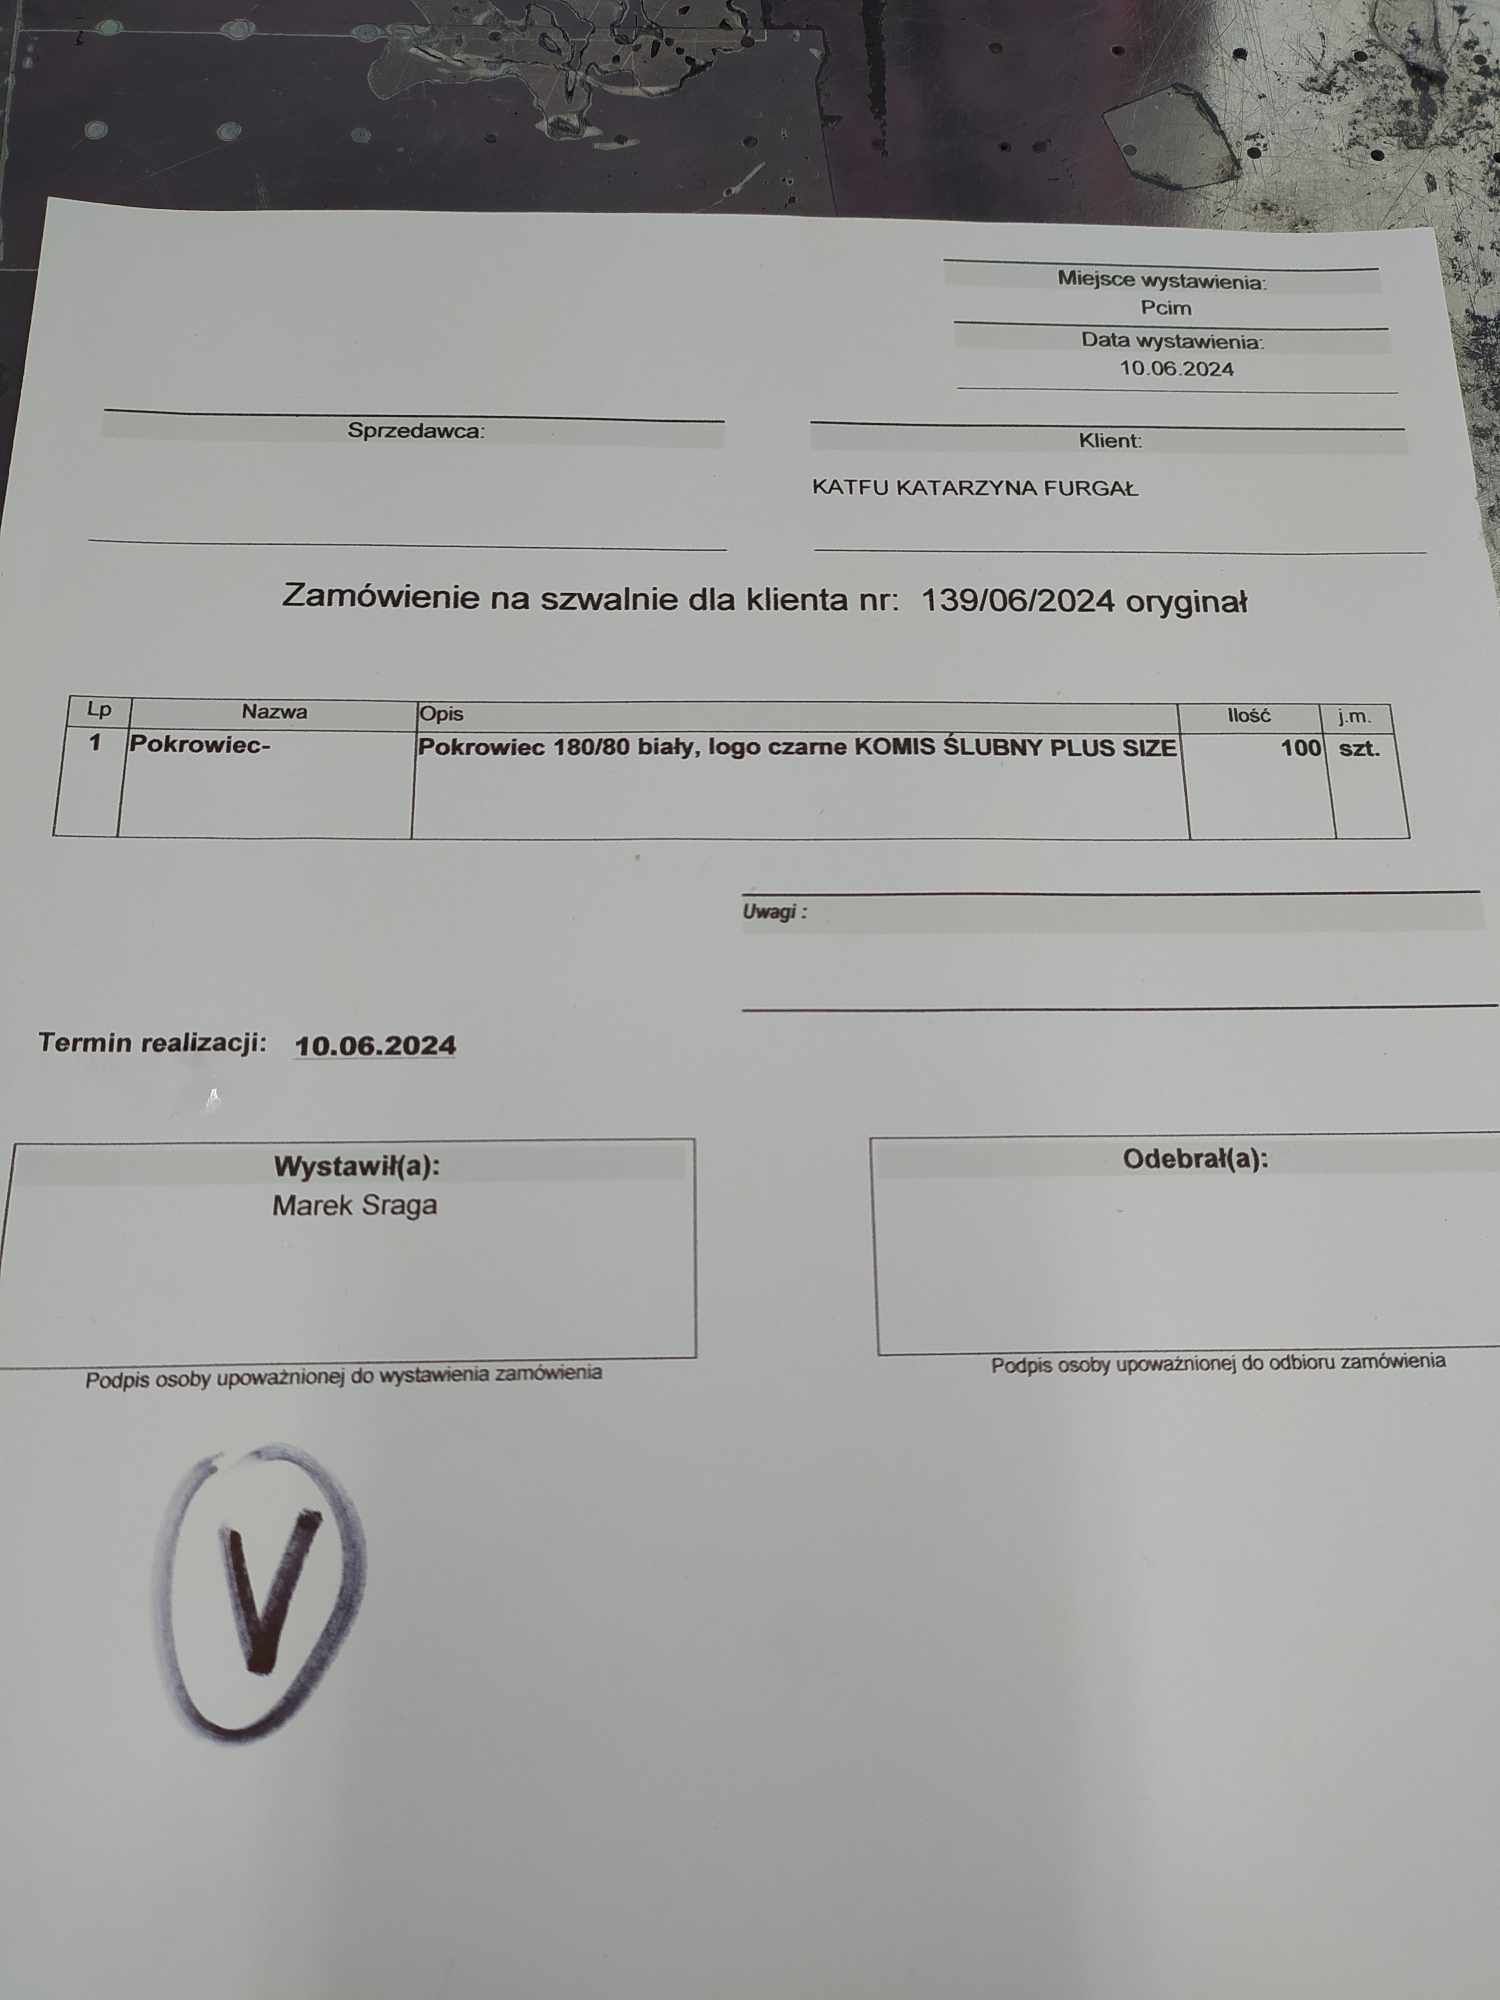 Miejsce wystawienia:
Pcim
Data wystawienia:
10.06.2024
Sprzedawca:
Klient:
KATFU KATARZYNA FURGAŁ
Zamówienie na szwalnie dla klienta nr: 139/06/2024 oryginał
Lp Nazwa Opis Ilość j.m.
1 Pokrowiec- Pokrowiec 180/80 biały, logo czarne KOMIS ŚLUBNY PLUS SIZE 100 szt.
Uwagi :
Termin realizacji: 10.06.2024
Wystawił(a):
Marek Sraga
Odebrał(a):
Podpis osoby upoważnionej do wystawienia zamówienia
Podpis osoby upoważnionej do odbioru zamówienia
V